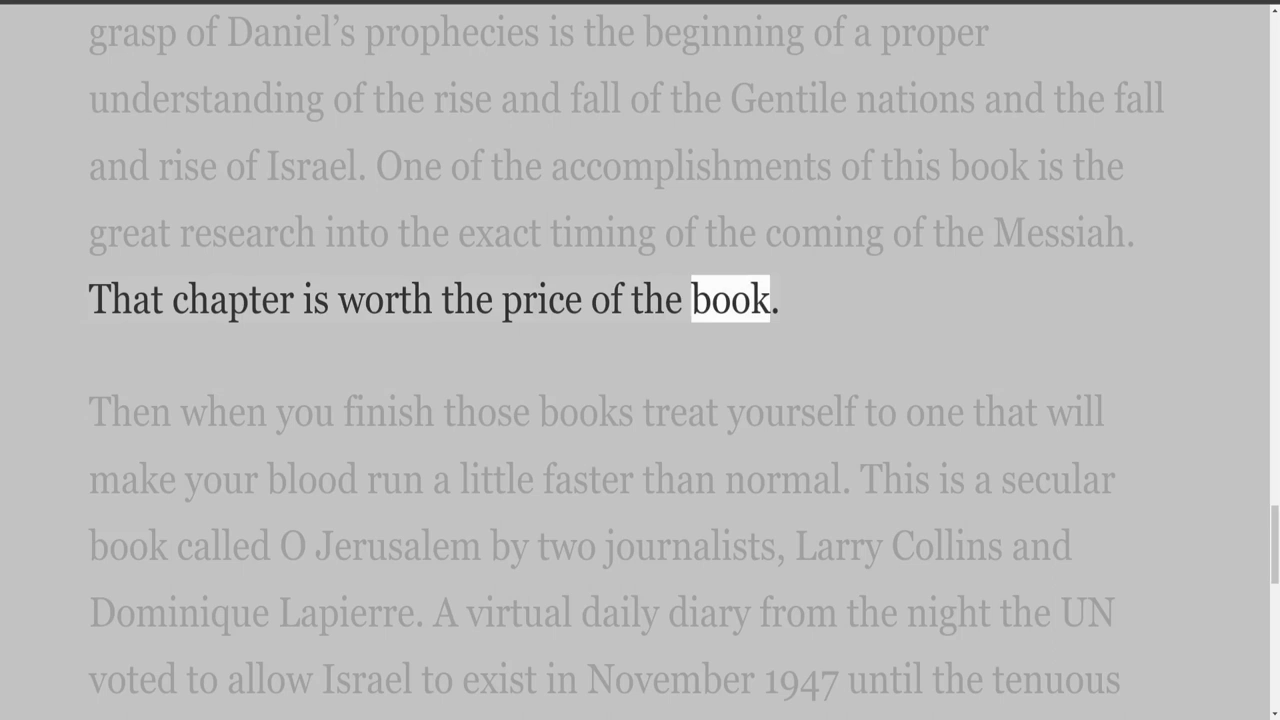 grasp of Daniel’s prophecies is the beginning of a proper
understanding of the rise and fall of the Gentile nations and the fall
and rise of Israel. One of the accomplishments of this book is the
great research into the exact timing of the coming of the Messiah.
That chapter is worth the price of the book.
Then when you finish those books treat yourself to one that will
make your blood run a little faster than normal. This is a secular
book called O Jerusalem by two journalists, Larry Collins and
Dominique Lapierre. A virtual daily diary from the night the UN
voted to allow Israel to exist in November 1947 until the tenuous